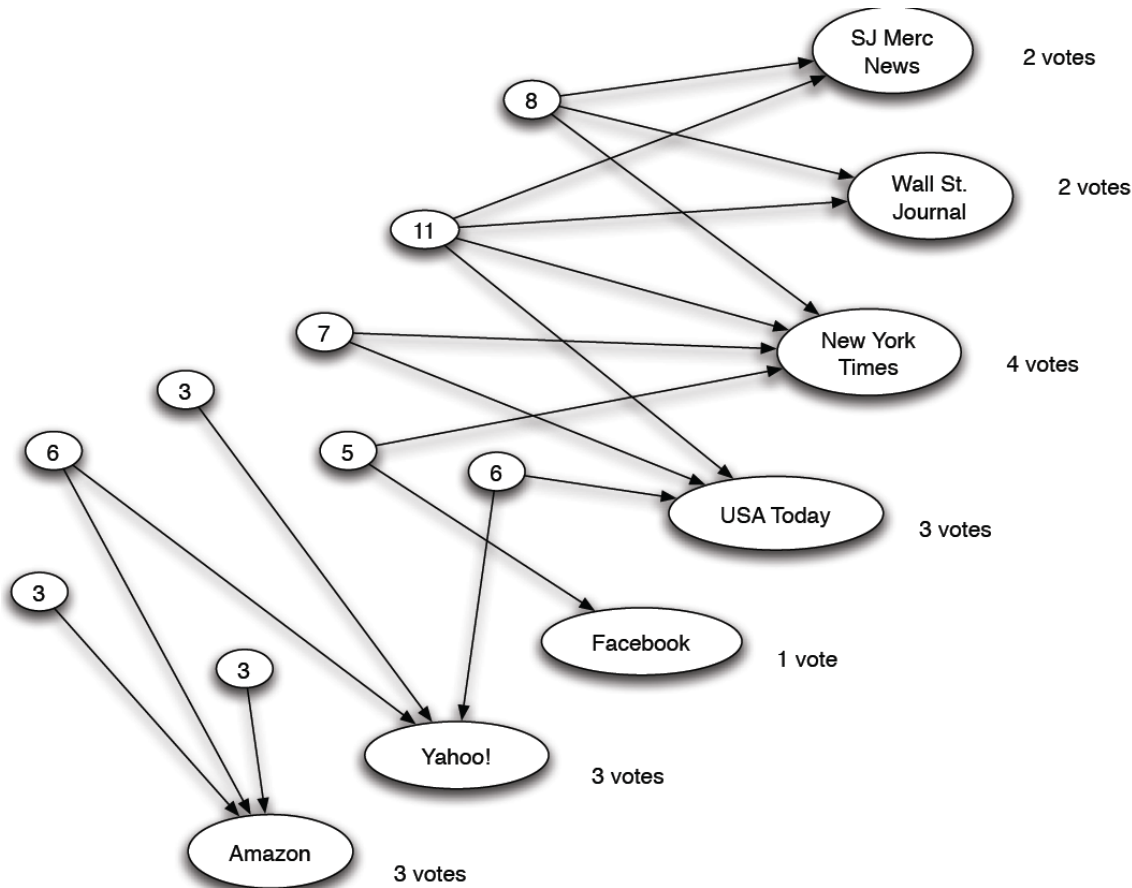 SJ Merc
News
2 votes
8
Wall St.
Journal
2 votes
11
7
New York
Times
4 votes
3
6
5
6
USA Today
3 votes
3
Facebook
1 vote
3
Yahoo!
3 votes
Amazon
3 votes